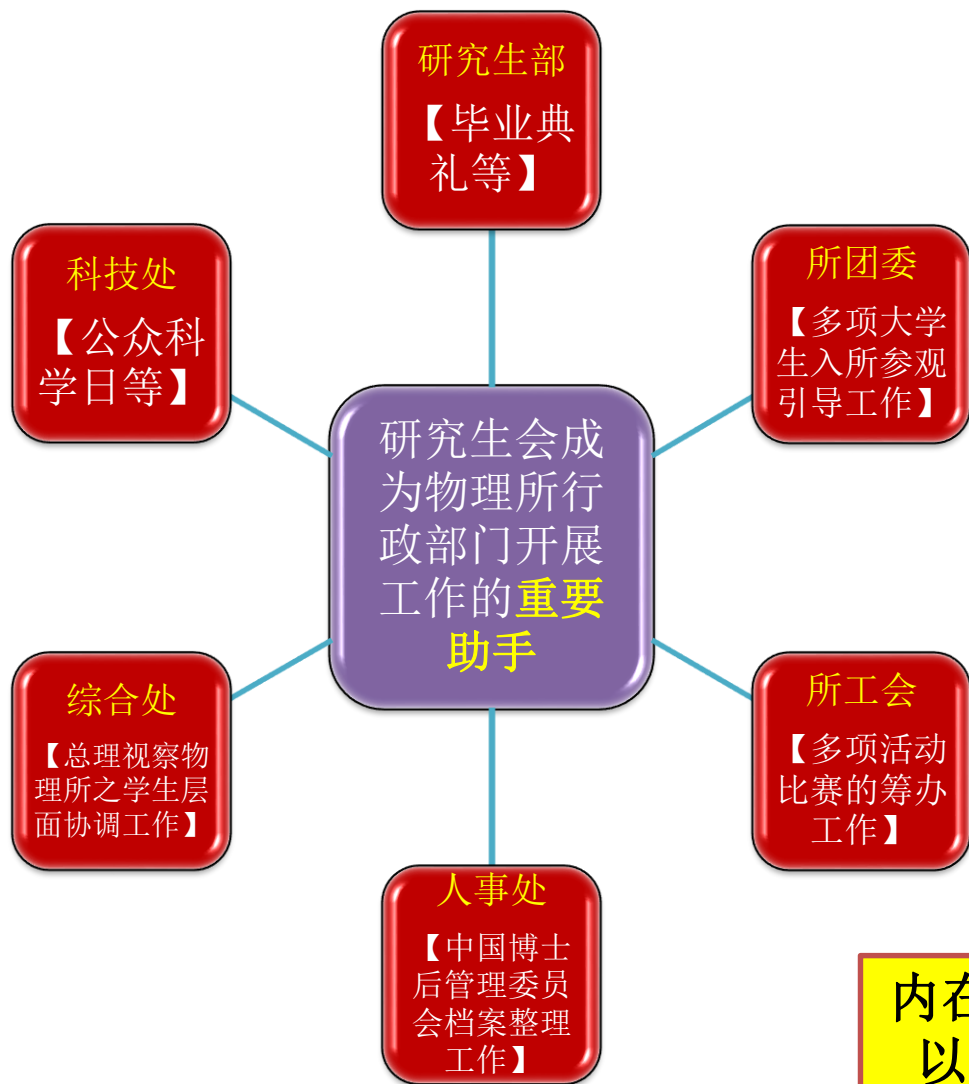 研究生部
【毕业典
礼等】
科技处
【公众科
学日等】
所团委
【多项大学
生入所参观
引导工作】
研究生会成
为物理所行
政部门开展
工作的重要
助手
综合处
【总理视察物
理所之学生层
面协调工作】
所工会
【多项活动
比赛的筹办
工作】
人事处
【中国博士
后管理委员
会档案整理
工作】
内在
以